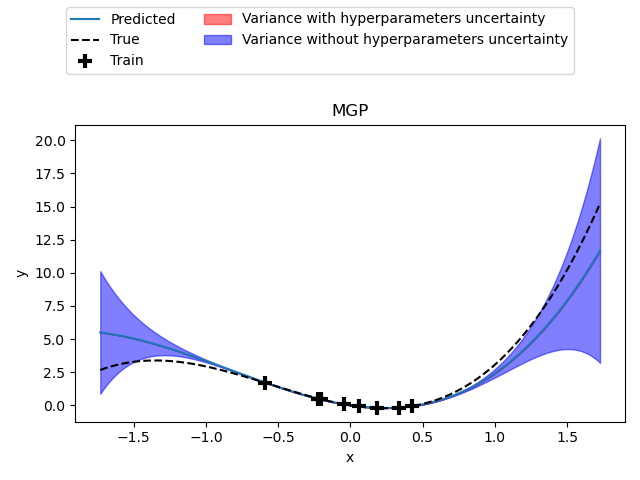 Predicted
True
Train
Variance with hyperparameters uncertainty
Variance without hyperparameters uncertainty
MGP
20.0
17.5
15.0
12.5
10.0
7.5
5.0
2.5
0.0
y
−1.5 −1.0 −0.5 0.0 0.5 1.0 1.5
x